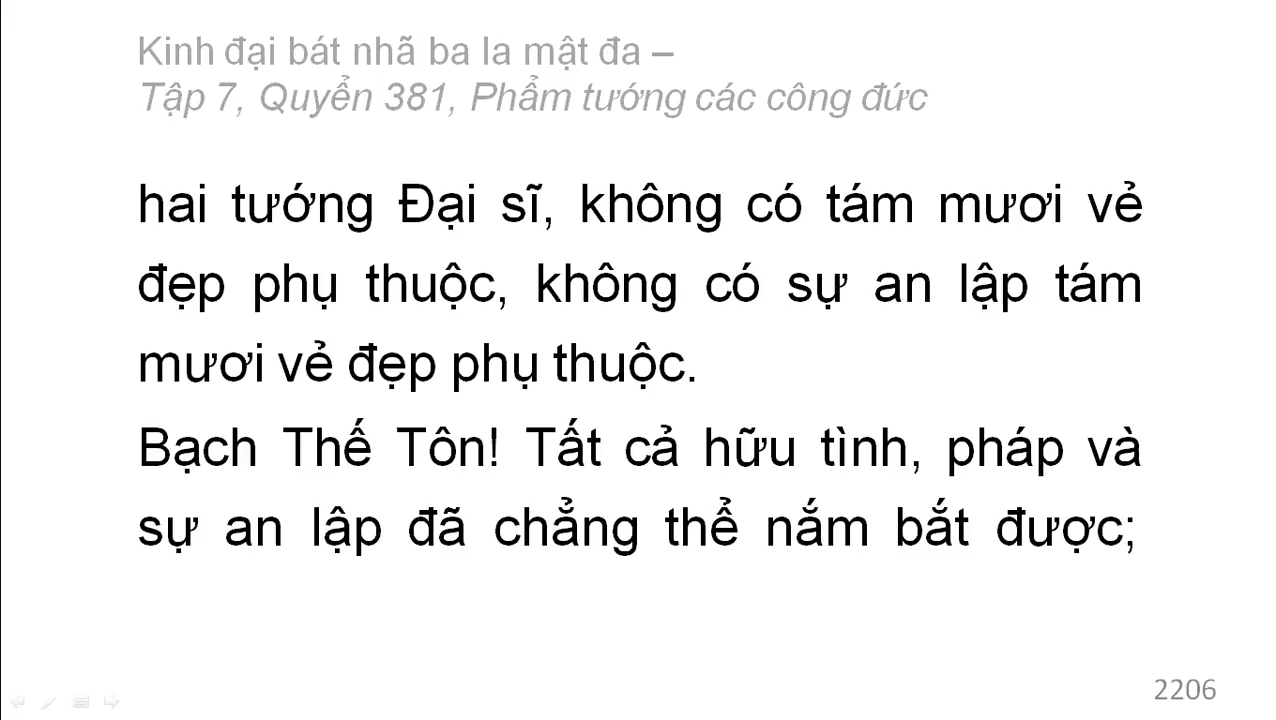 Kinh đại bát nhã ba la mật đa –
Tập 7, Quyển 381, Phẩm tướng các công đức
hai tướng Đại sĩ, không có tám mươi vẻ
đẹp phụ thuộc, không có sự an lập tám
mươi vẻ đẹp phụ thuộc.
Bạch Thế Tôn! Tất cả hữu tình, pháp và
sự an lập đã chẳng thể nắm bắt được;
2206